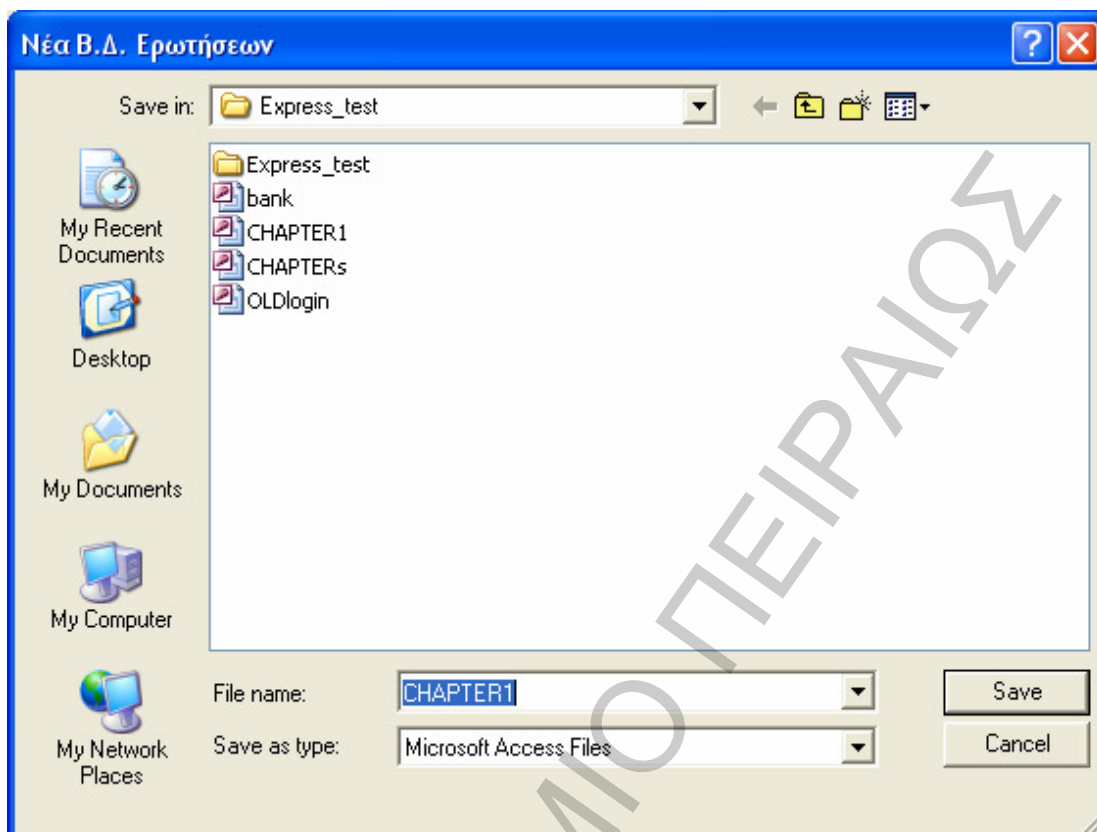 Νέα Β.Δ. Ερωτήσεων
Save in: Express_test
Express_test
bank
CHAPTER1
CHAPTERs
OLDlogin
My Recent
Documents
Desktop
My Documents
My Computer
My Network
Places
File name: CHAPTER1 Save
Save as type: Microsoft Access Files Cancel
ΜΙΟ ΠΕΙΡΑΙΩΣ